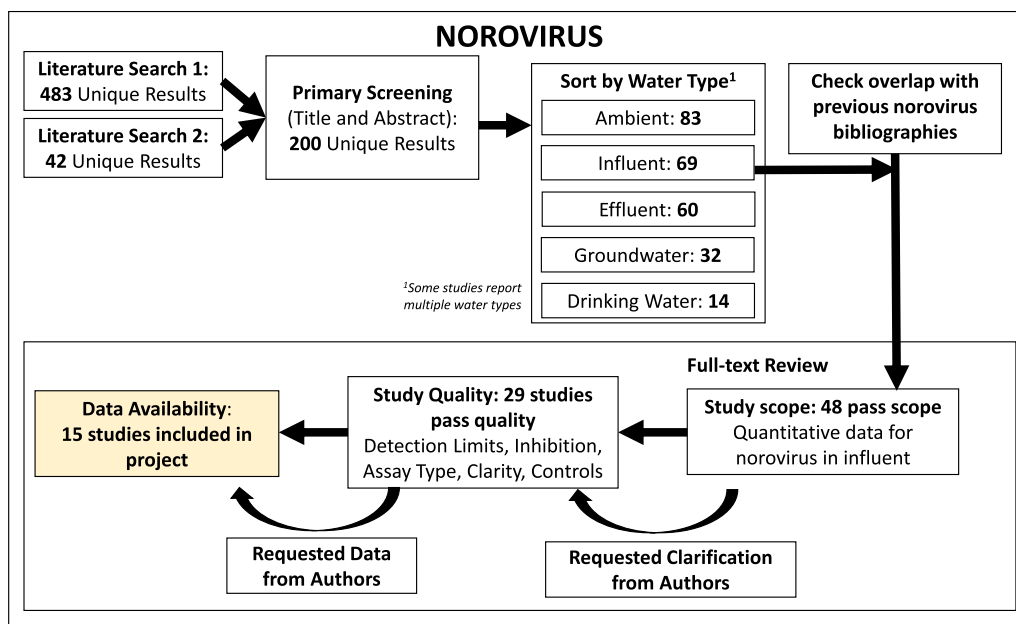 NOROVIRUS
Literature Search 1:
483 Unique Results
Literature Search 2:
42 Unique Results
Primary Screening
(Title and Abstract):
200 Unique Results
Sort by Water Type¹
Ambient: 83
Influent: 69
Effluent: 60
Groundwater: 32
Drinking Water: 14
¹Some studies report
multiple water types
Check overlap with
previous norovirus
bibliographies
Full-text Review
Study scope: 48 pass scope
Quantitative data for
norovirus in influent
Study Quality: 29 studies
pass quality
Detection Limits, Inhibition,
Assay Type, Clarity, Controls
Data Availability:
15 studies included in
project
Requested Data
from Authors
Requested Clarification
from Authors